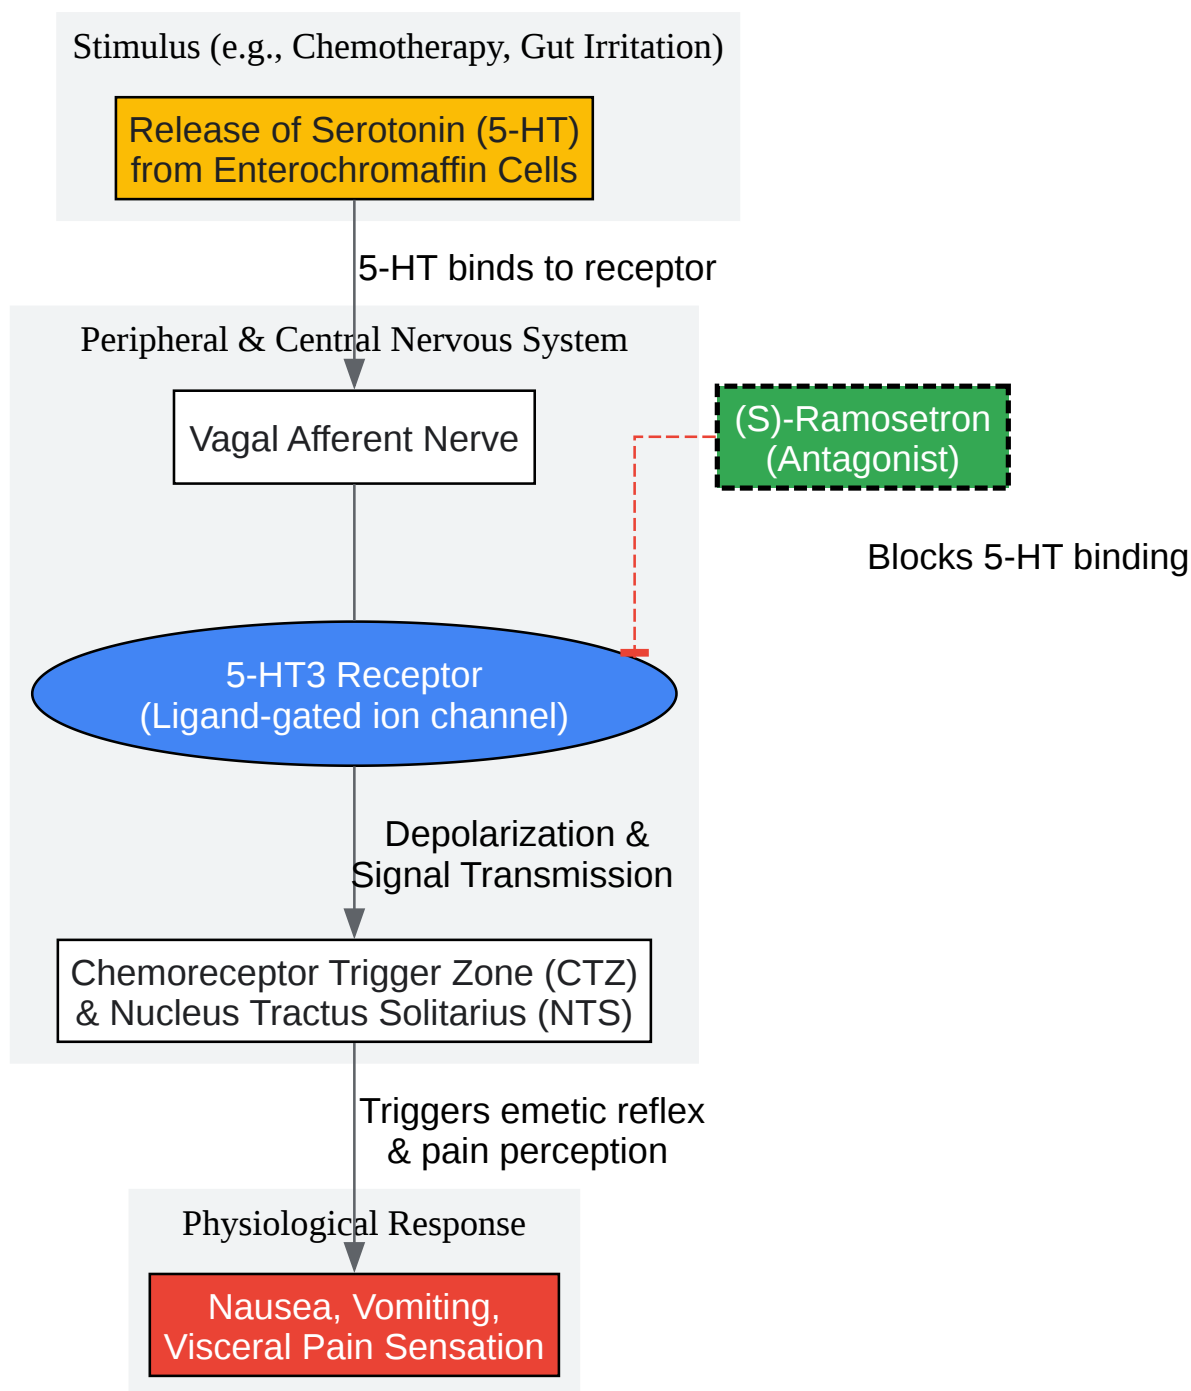 Stimulus (e.g., Chemotherapy, Gut Irritation)
Release of Serotonin (5-HT)
from Enterochromaffin Cells
5-HT binds to receptor
Peripheral & Central Nervous System
Vagal Afferent Nerve
(S)-Ramosetron
(Antagonist)
Blocks 5-HT binding
5-HT3 Receptor
(Ligand-gated ion channel)
Depolarization &
Signal Transmission
Chemoreceptor Trigger Zone (CTZ)
& Nucleus Tractus Solitarius (NTS)
Triggers emetic reflex
& pain perception
Physiological Response
Nausea, Vomiting,
Visceral Pain Sensation